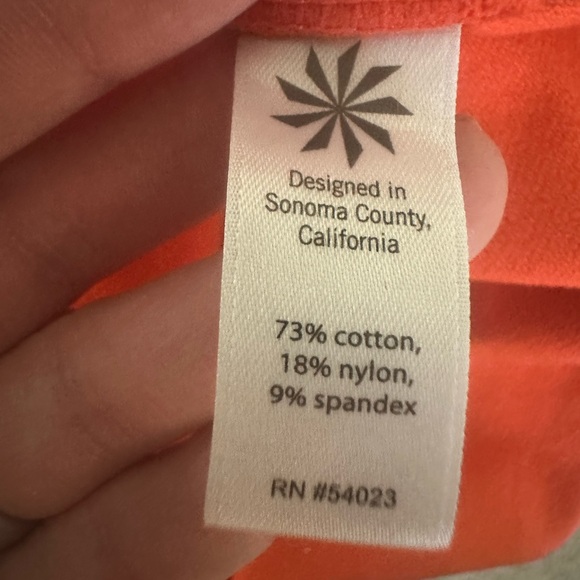 Designed in
Sonoma County,
California
73% cotton,
18% nylon,
9% spandex
RN #54023